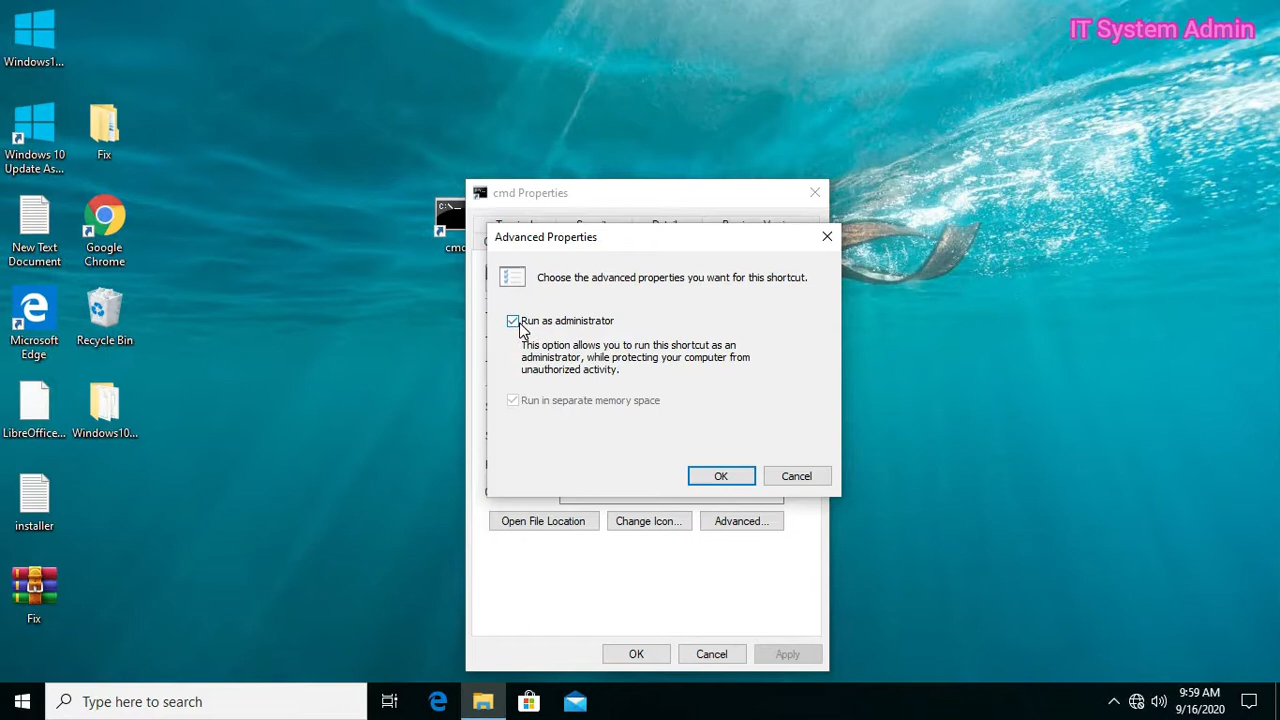 IT System Admin
Windows1...
Windows 10
Update As...
Fix
New Text
Document
Google
Chrome
Microsoft
Edge
Recycle Bin
LibreOffice...
Windows10...
installer
Fix
cmd Properties
Advanced Properties
Choose the advanced properties you want for this shortcut.
Run as administrator
This option allows you to run this shortcut as an
administrator, while protecting your computer from
unauthorized activity.
Run in separate memory space
OK
Cancel
Open File Location
Change Icon...
Advanced...
OK
Cancel
Apply
Type here to search
9:59 AM
9/16/2020